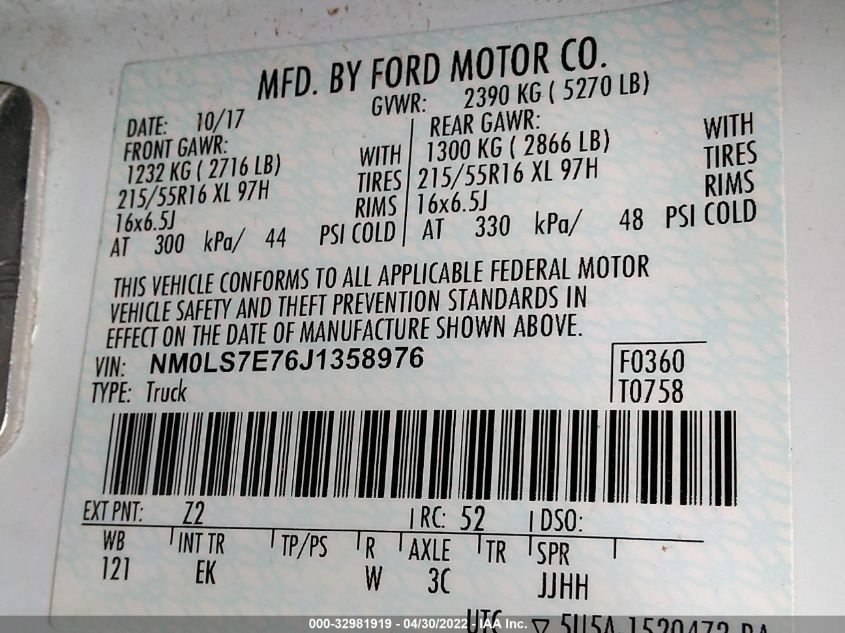 MFD. BY FORD MOTOR CO.
DATE: 10/17 GVWR: 2390 KG ( 5270 LB)
FRONT GAWR: REAR GAWR:
1232 KG ( 2716 LB) WITH 1300 KG ( 2866 LB) WITH
215/55R16 XL 97H TIRES 215/55R16 XL 97H TIRES
16x6.5J RIMS 16x6.5J RIMS
AT 300 kPa/ 44 PSI COLD AT 330 kPa/ 48 PSI COLD
THIS VEHICLE CONFORMS TO ALL APPLICABLE FEDERAL MOTOR
VEHICLE SAFETY AND THEFT PREVENTION STANDARDS IN
EFFECT ON THE DATE OF MANUFACTURE SHOWN ABOVE.
VIN: NM0LS7E76J1358976 F0360
TYPE: Truck T0758
EXT PNT: Z2 RC: 52 DSO:
WB INT TR TP/PS R AXLE TR SPR
121 EK W 3C JJHH
UTC ▽ 5U5A-1520472-BA
000-32981919 - 04/30/2022 - IAA Inc.